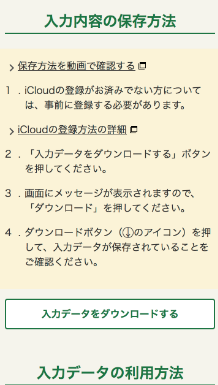 入力内容の保存方法
保存方法を動画で確認する
1．iCloudの登録がお済みでない方について
は、事前に登録する必要があります。
iCloudの登録方法の詳細
2．「入力データをダウンロードする」ボタン
を押してください。
3．画面にメッセージが表示されますので、
「ダウンロード」を押してください。
4．ダウンロードボタン（のアイコン）を押
して、入力データが保存されていることを
ご確認ください。
入力データをダウンロードする
入力データの利用方法